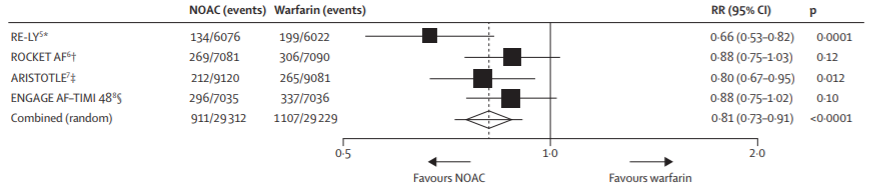 NOAC (events) Warfarin (events) RR (95% CI) p
RE-LY⁵* 134/6076 199/6022 0·66 (0·53–0·82) 0·0001
ROCKET AF⁶† 269/7081 306/7090 0·88 (0·75–1·03) 0·12
ARISTOTLE⁷‡ 212/9120 265/9081 0·80 (0·67–0·95) 0·012
ENGAGE AF–TIMI 48⁸§ 296/7035 337/7036 0·88 (0·75–1·02) 0·10
Combined (random) 911/29 312 1107/29 229 0·81 (0·73–0·91) <0·0001
0·5 1·0 2·0
Favours NOAC Favours warfarin